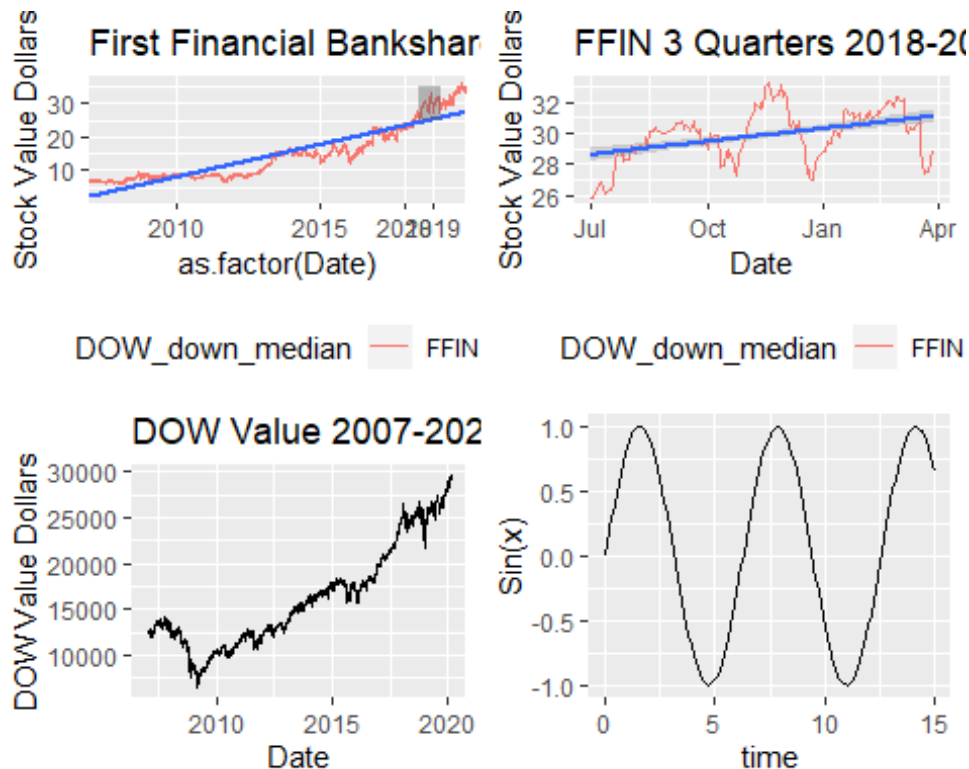 First Financial Bankshar
Stock Value Dollars
30
20
10
2010
2015
2019
as.factor(Date)
FFIN 3 Quarters 2018-20
Stock Value Dollars
32
30
28
26
Jul
Oct
Jan
Apr
Date
DOW_down_median
FFIN
DOW_down_median
FFIN
DOW Value 2007-202
DOW Value Dollars
30000
25000
20000
15000
10000
2010
2015
2020
Date
Sin(x)
1.0
0.5
0.0
-0.5
-1.0
0
5
10
15
time